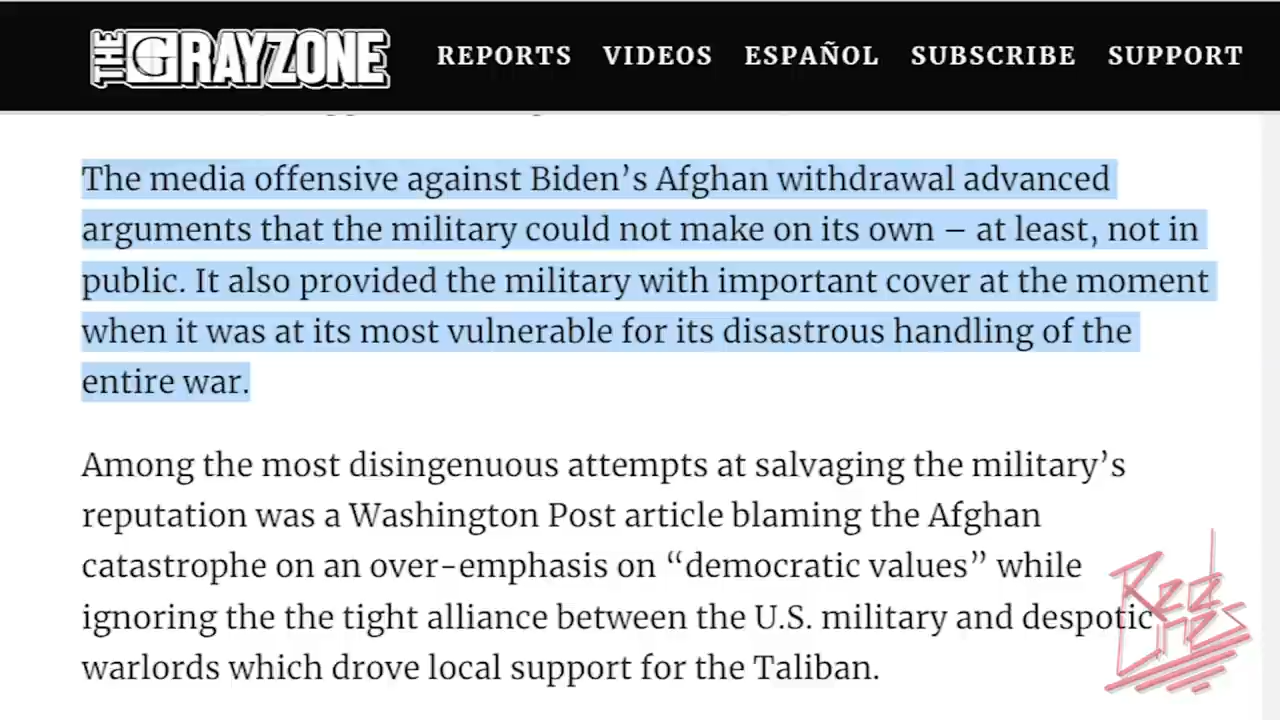 THE GRAYZONE REPORTS VIDEOS ESPAÑOL SUBSCRIBE SUPPORT
The media offensive against Biden’s Afghan withdrawal advanced
arguments that the military could not make on its own – at least, not in
public. It also provided the military with important cover at the moment
when it was at its most vulnerable for its disastrous handling of the
entire war.
Among the most disingenuous attempts at salvaging the military’s
reputation was a Washington Post article blaming the Afghan
catastrophe on an over-emphasis on “democratic values” while
ignoring the the tight alliance between the U.S. military and despotic
warlords which drove local support for the Taliban.
Red